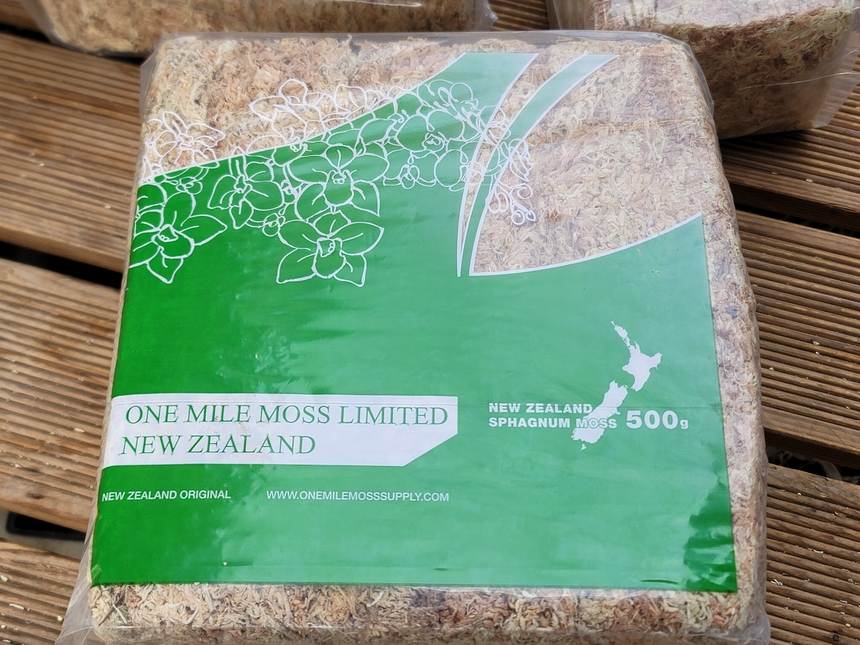 ONE MILE MOSS LIMITED
NEW ZEALAND
NEW ZEALAND
SPHAGNUM MOSS 500g
NEW ZEALAND ORIGINAL WWW.ONEMILEMOSSSUPPLY.COM